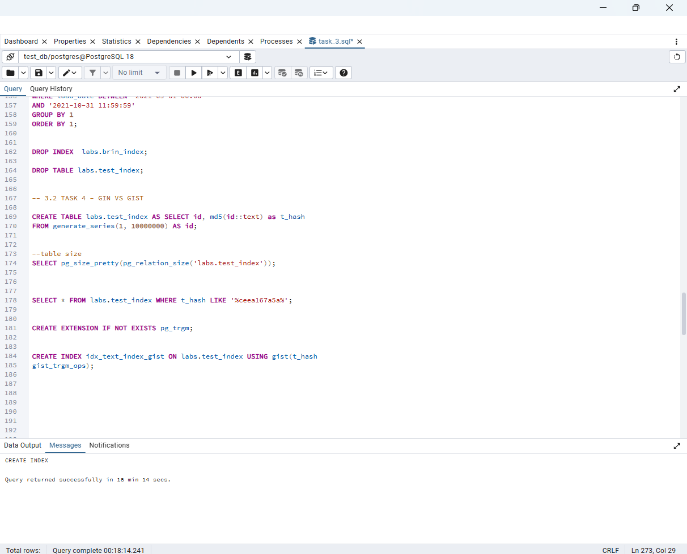 Dashboard Properties Statistics Dependencies Dependents Processes task_3.sql*
test_db/postgres@PostgreSQL 18
No limit
Query Query History
157 AND '2021-10-31 11:59:59'
158 GROUP BY 1
159 ORDER BY 1;
160
161
162 DROP INDEX labs.brin_index;
163
164 DROP TABLE labs.test_index;
165
166
167 -- 3.2 TASK 4 - GIN VS GIST
168
169 CREATE TABLE labs.test_index AS SELECT id, md5(id::text) as t_hash
170 FROM generate_series(1, 10000000) AS id;
171
172
173 --table size
174 SELECT pg_size_pretty(pg_relation_size('labs.test_index'));
175
176
177
178 SELECT * FROM labs.test_index WHERE t_hash LIKE '%ceea167a5a%';
179
180
181 CREATE EXTENSION IF NOT EXISTS pg_trgm;
182
183
184 CREATE INDEX idx_text_index_gist ON labs.test_index USING gist(t_hash
185 gist_trgm_ops);
186
187
188
189
190
191
192
Data Output Messages Notifications
CREATE INDEX
Query returned successfully in 18 min 14 secs.
Total rows: Query complete 00:18:14.241 CRLF Ln 273, Col 29